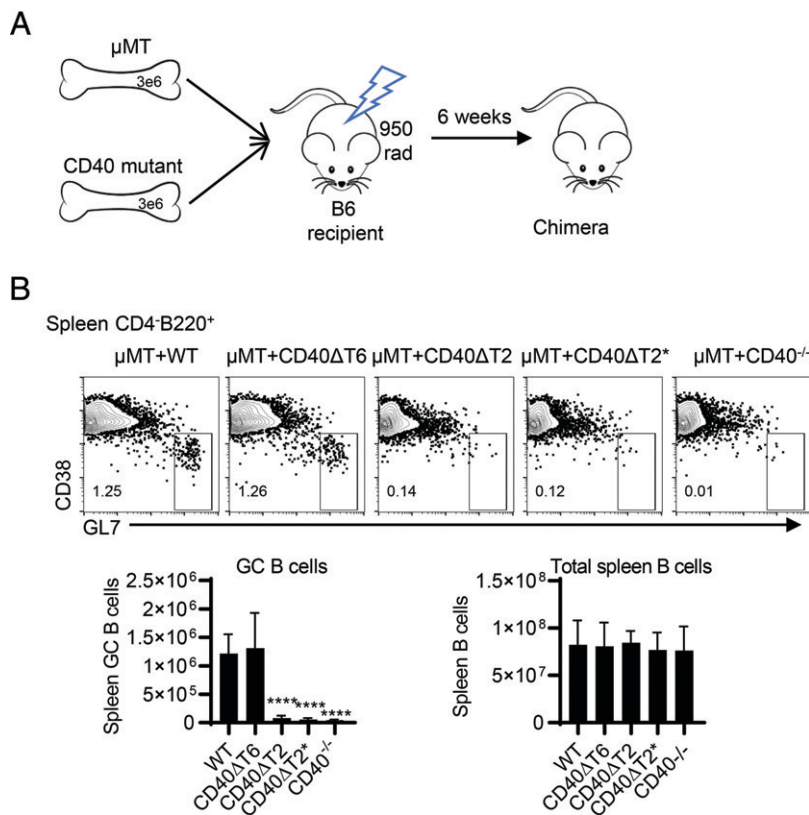 A
µMT
3e6
CD40 mutant
3e6
950
rad
B6
recipient
6 weeks
Chimera
B
Spleen CD4⁻B220⁺
µMT+WT µMT+CD40ΔT6 µMT+CD40ΔT2 µMT+CD40ΔT2* µMT+CD40⁻/⁻
CD38
1.25 1.26 0.14 0.12 0.01
GL7
GC B cells
Spleen GC B cells
2.5×10⁶
2.0×10⁶
1.5×10⁶
1×10⁶
5×10⁵
0
**** **** ****
WT
CD40ΔT6
CD40ΔT2
CD40ΔT2*
CD40⁻/⁻
Total spleen B cells
Spleen B cells
1.5×10⁸
1×10⁸
5×10⁷
0
WT
CD40ΔT6
CD40ΔT2
CD40ΔT2*
CD40-/-